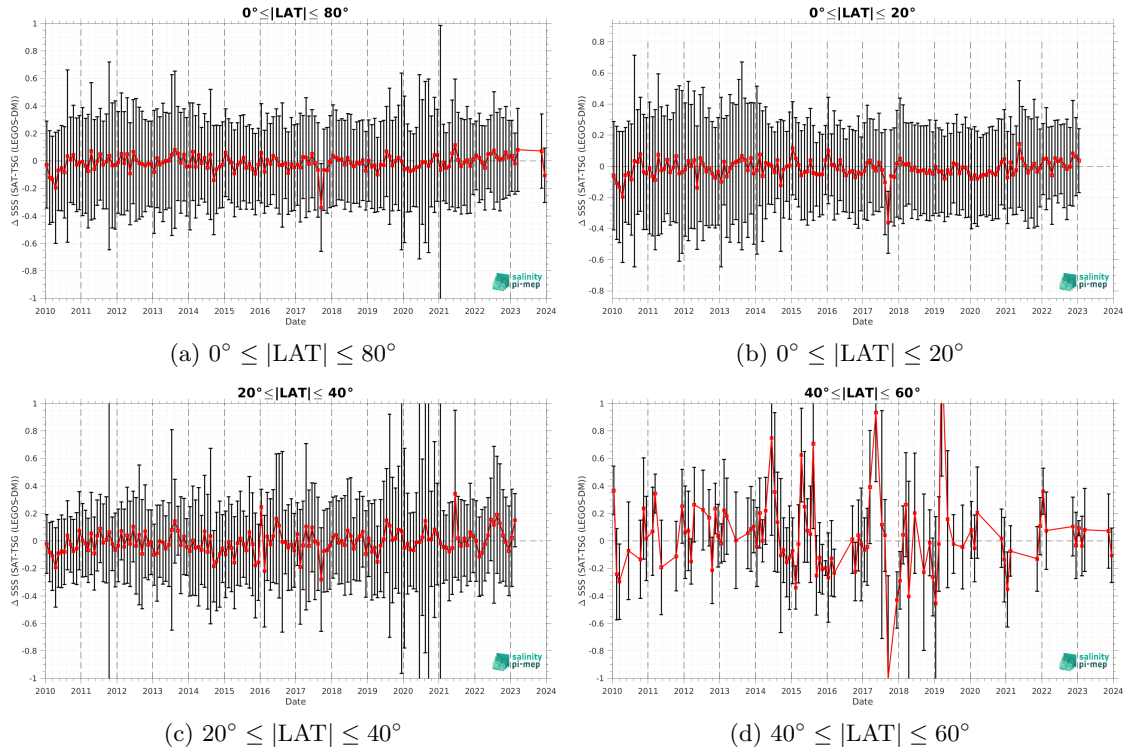 0°≤|LAT|≤ 80°
Δ SSS (SAT-TSG (LEGOS-DM))
1
0.8
0.6
0.4
0.2
0
-0.2
-0.4
-0.6
-0.8
-1
2010 2011 2012 2013 2014 2015 2016 2017 2018 2019 2020 2021 2022 2023 2024
Date
salinity
pi-mep
(a) 0° ≤ |LAT| ≤ 80°
0°≤|LAT|≤ 20°
Δ SSS (SAT-TSG (LEGOS-DM))
0.8
0.6
0.4
0.2
0
-0.2
-0.4
-0.6
-0.8
2010 2011 2012 2013 2014 2015 2016 2017 2018 2019 2020 2021 2022 2023 2024
Date
salinity
pi-mep
(b) 0° ≤ |LAT| ≤ 20°
20°≤|LAT|≤ 40°
Δ SSS (SAT-TSG (LEGOS-DM))
1
0.8
0.6
0.4
0.2
0
-0.2
-0.4
-0.6
-0.8
-1
2010 2011 2012 2013 2014 2015 2016 2017 2018 2019 2020 2021 2022 2023 2024
Date
salinity
pi-mep
(c) 20° ≤ |LAT| ≤ 40°
40°≤|LAT|≤ 60°
Δ SSS (SAT-TSG (LEGOS-DM))
1
0.8
0.6
0.4
0.2
0
-0.2
-0.4
-0.6
-0.8
-1
2010 2011 2012 2013 2014 2015 2016 2017 2018 2019 2020 2021 2022 2023 2024
Date
salinity
pi-mep
(d) 40° ≤ |LAT| ≤ 60°